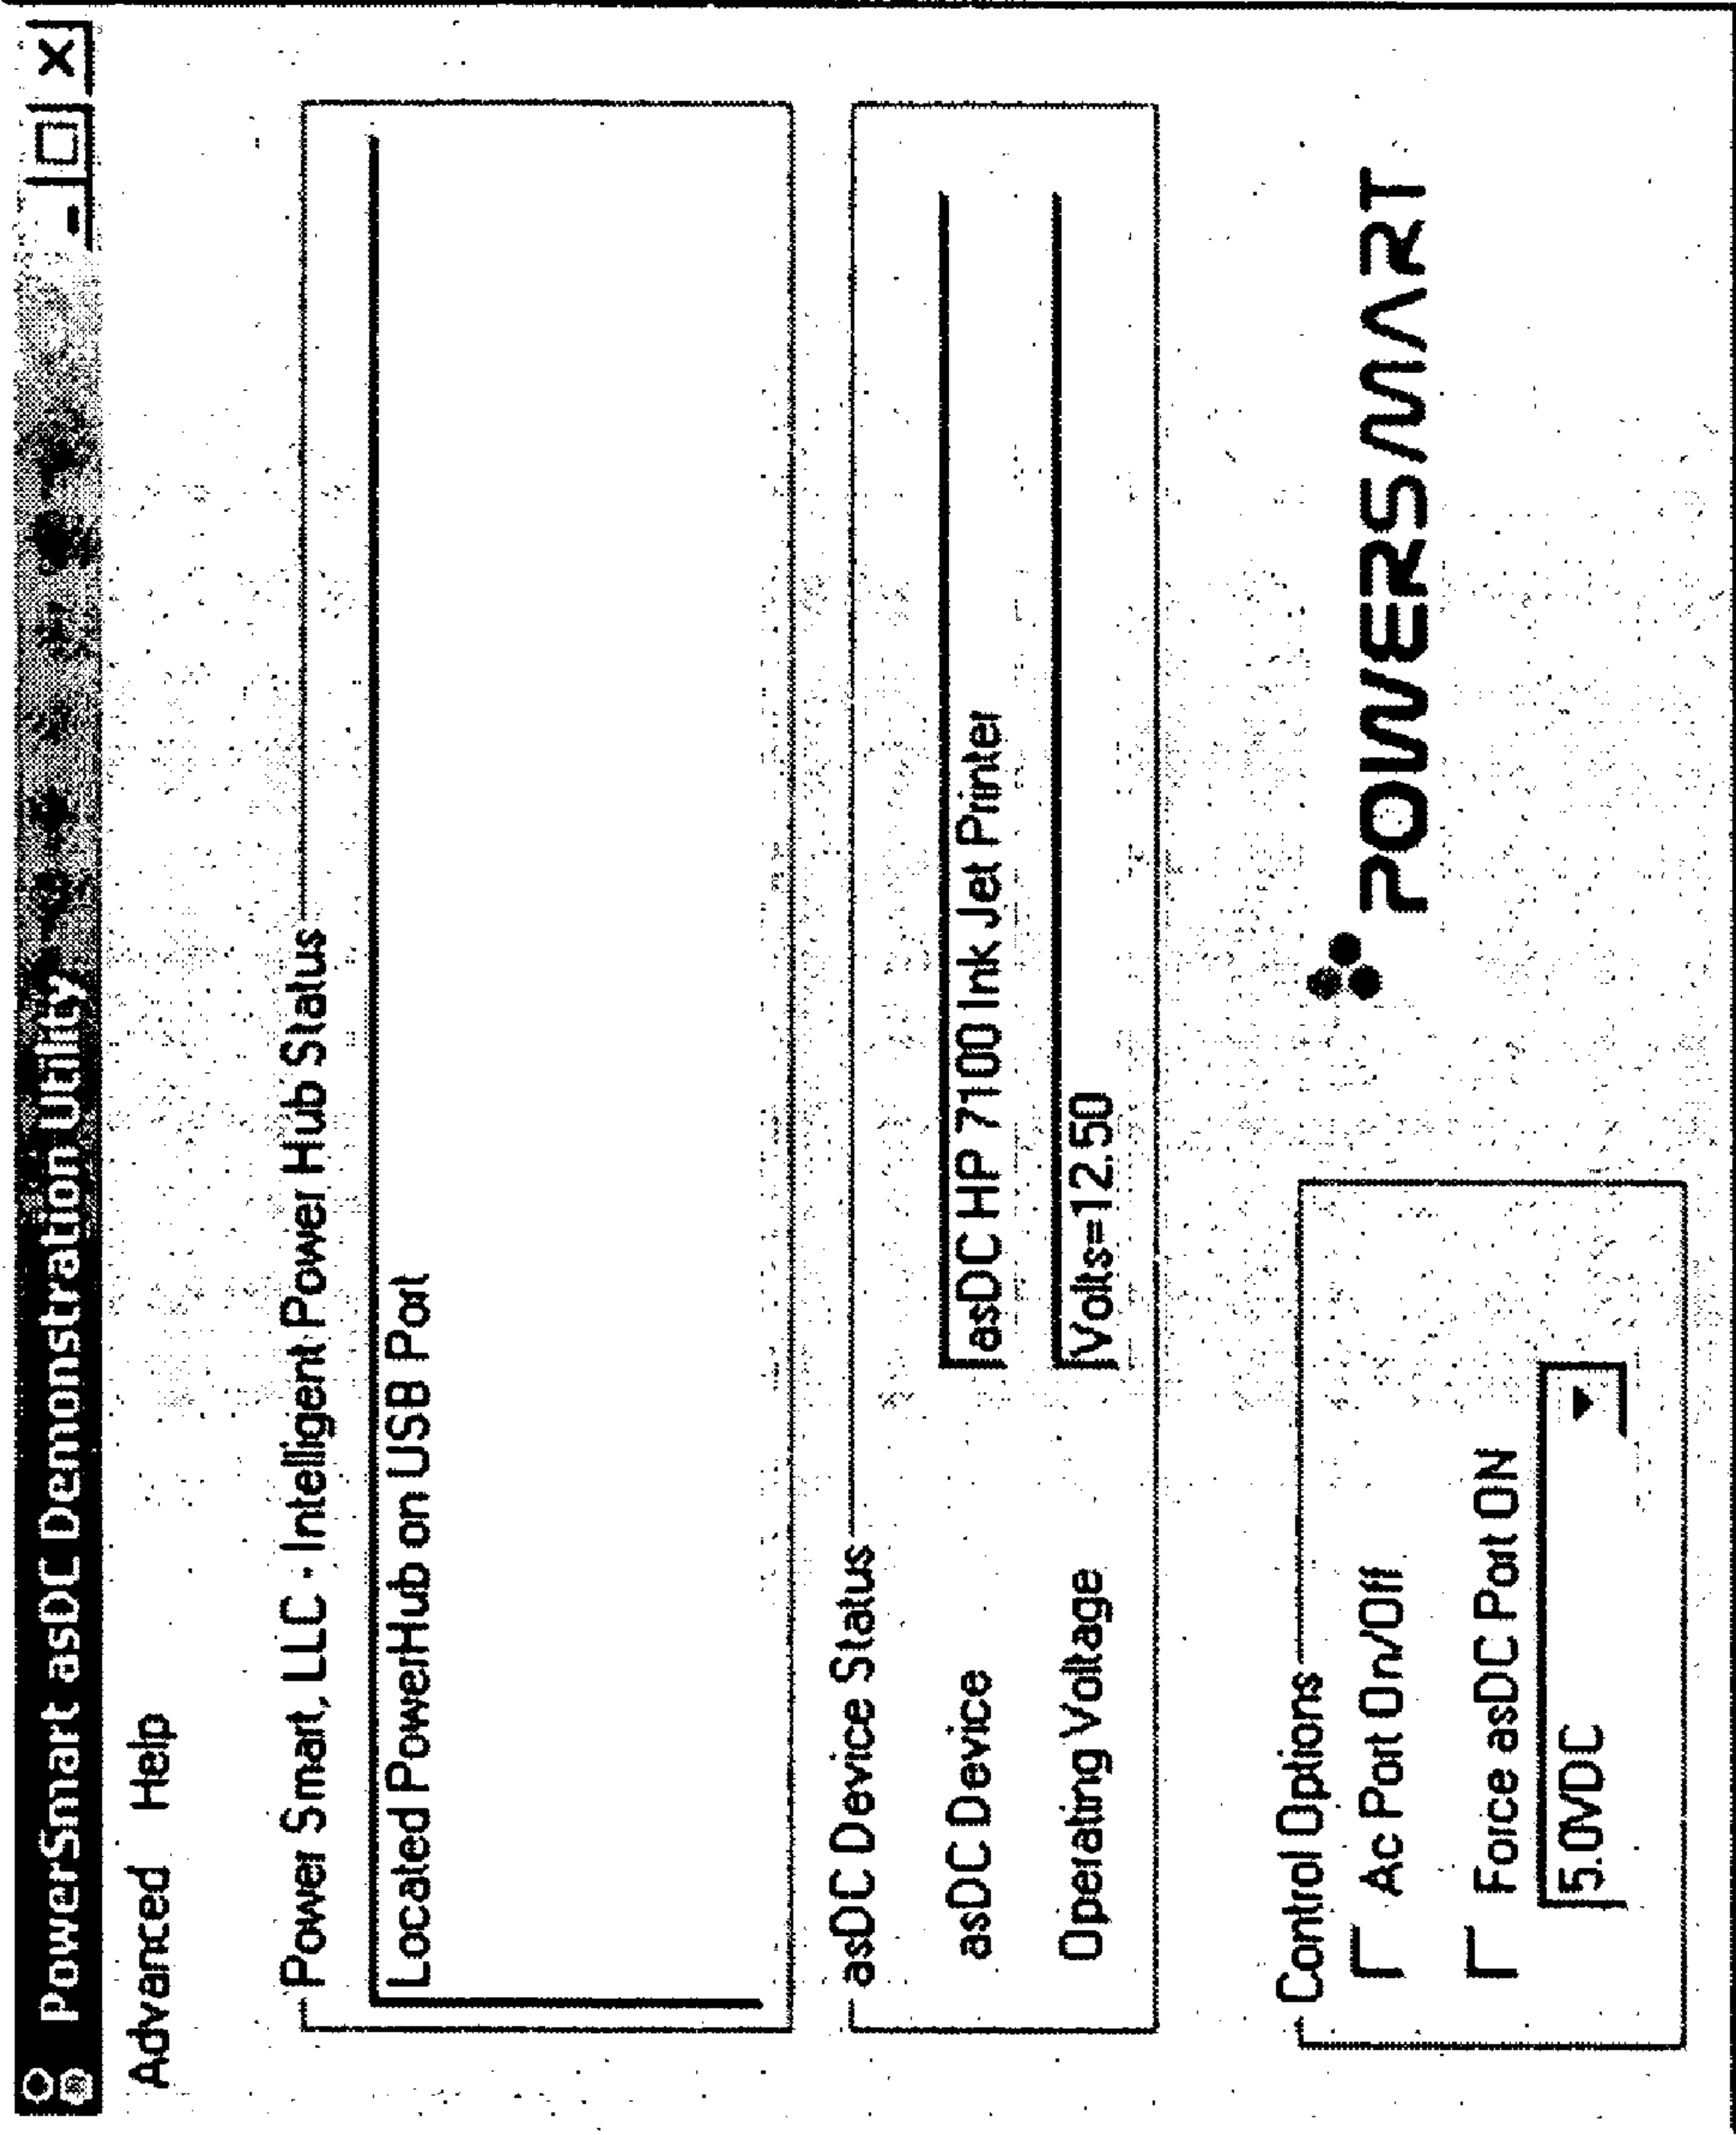 PowerSmart asDC Demonstration Utility
Advanced Help
Power Smart, LLC - Intelligent Power Hub Status
Located PowerHub on USB Port
asDC Device Status
asDC Device
asDC HP 7100 Ink Jet Printer
Operating Voltage
Volts=12.50
Control Options
Ac Port On/Off
Force asDC Port ON
5.0VDC
POWERSMART